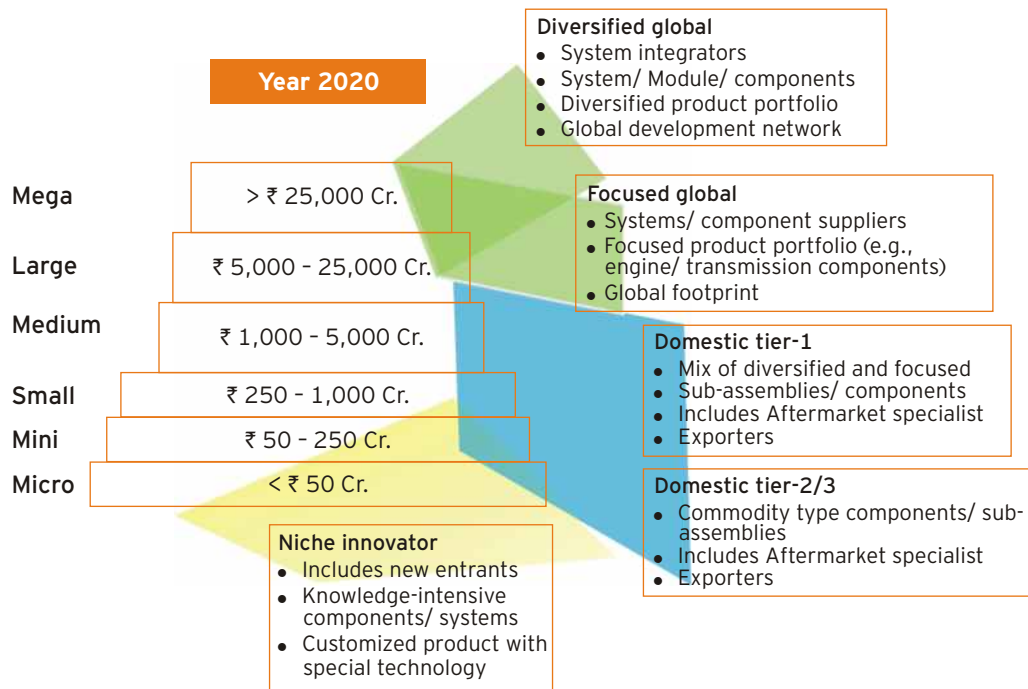 Year 2020
Mega
> ₹ 25,000 Cr.
Large
₹ 5,000 – 25,000 Cr.
Medium
₹ 1,000 – 5,000 Cr.
Small
₹ 250 – 1,000 Cr.
Mini
₹ 50 – 250 Cr.
Micro
< ₹ 50 Cr.
Diversified global
• System integrators
• System/ Module/ components
• Diversified product portfolio
• Global development network
Focused global
• Systems/ component suppliers
• Focused product portfolio (e.g.,
engine/ transmission components)
• Global footprint
Domestic tier-1
• Mix of diversified and focused
• Sub-assemblies/ components
• Includes Aftermarket specialist
• Exporters
Domestic tier-2/3
• Commodity type components/ sub-
assemblies
• Includes Aftermarket specialist
• Exporters
Niche innovator
• Includes new entrants
• Knowledge-intensive
components/ systems
• Customized product with
special technology